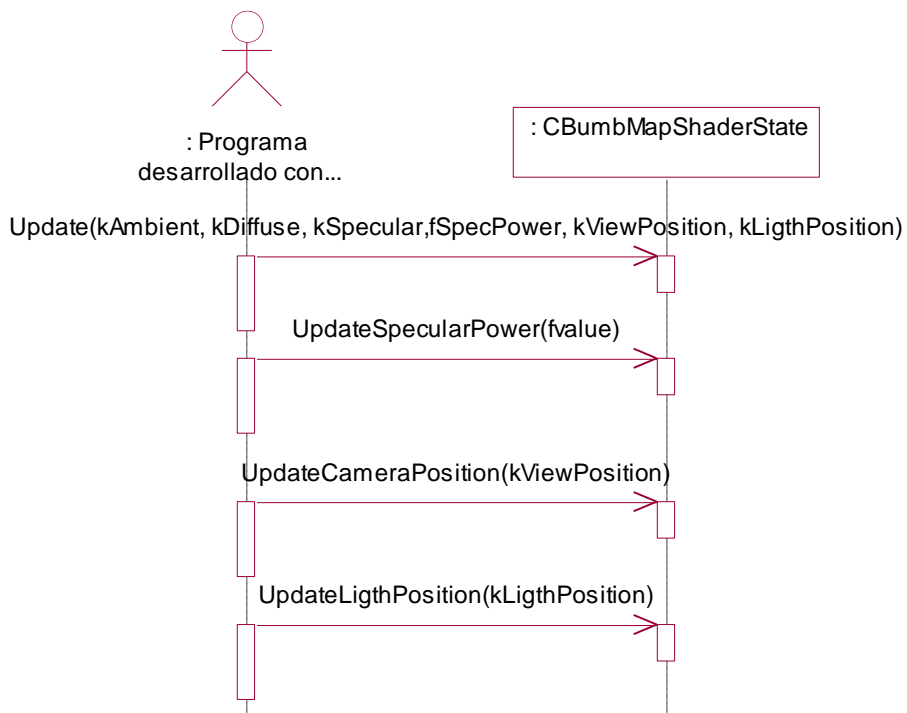 : Programa
desarrollado con...
: CBumbMapShaderState
Update(kAmbient, kDiffuse, kSpecular,fSpecPower, kViewPosition, kLigthPosition)
UpdateSpecularPower(fvalue)
UpdateCameraPosition(kViewPosition)
UpdateLigthPosition(kLigthPosition)